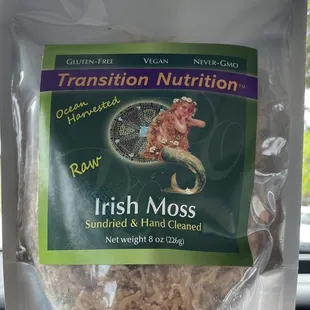 Gluten-Free Vegan Never-GMO
Transition Nutrition™
Ocean
Harvested
Raw
Irish Moss
Sundried & Hand Cleaned
Net weight 8 oz (226g)